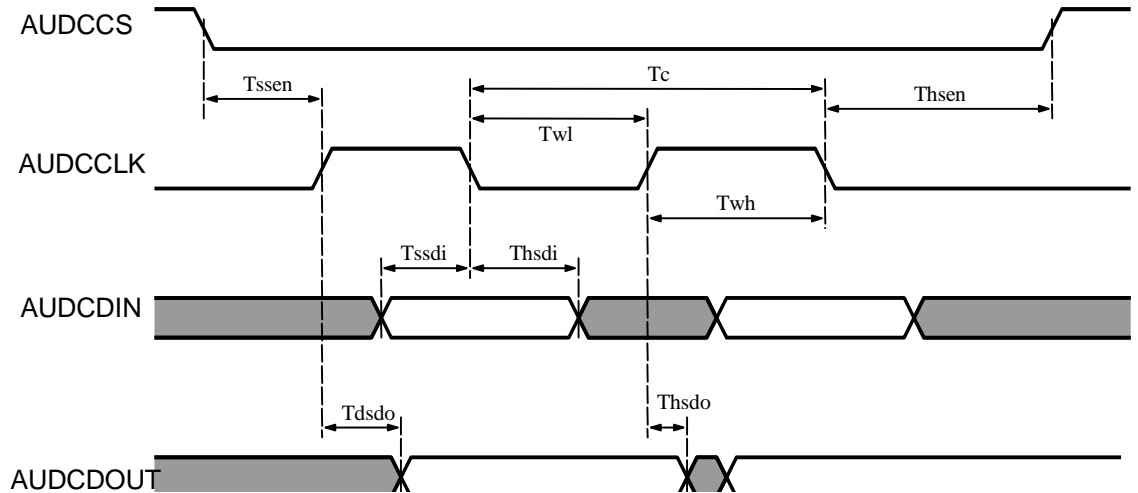 AUDCCS
Tssen
Tc
Thsen
Twl
AUDCCLK
Twh
Tssdi
Thsdi
AUDCDIN
Tdsdo
Thsdo
AUDCDOUT